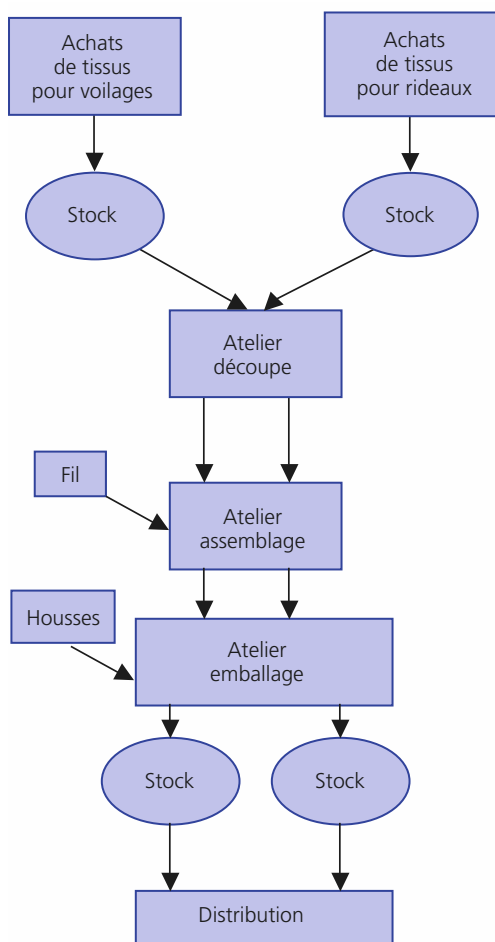 Achats
de tissus
pour voilages
Achats
de tissus
pour rideaux
Stock
Stock
Atelier
découpe
Fil
Atelier
assemblage
Housses
Atelier
emballage
Stock
Stock
Distribution